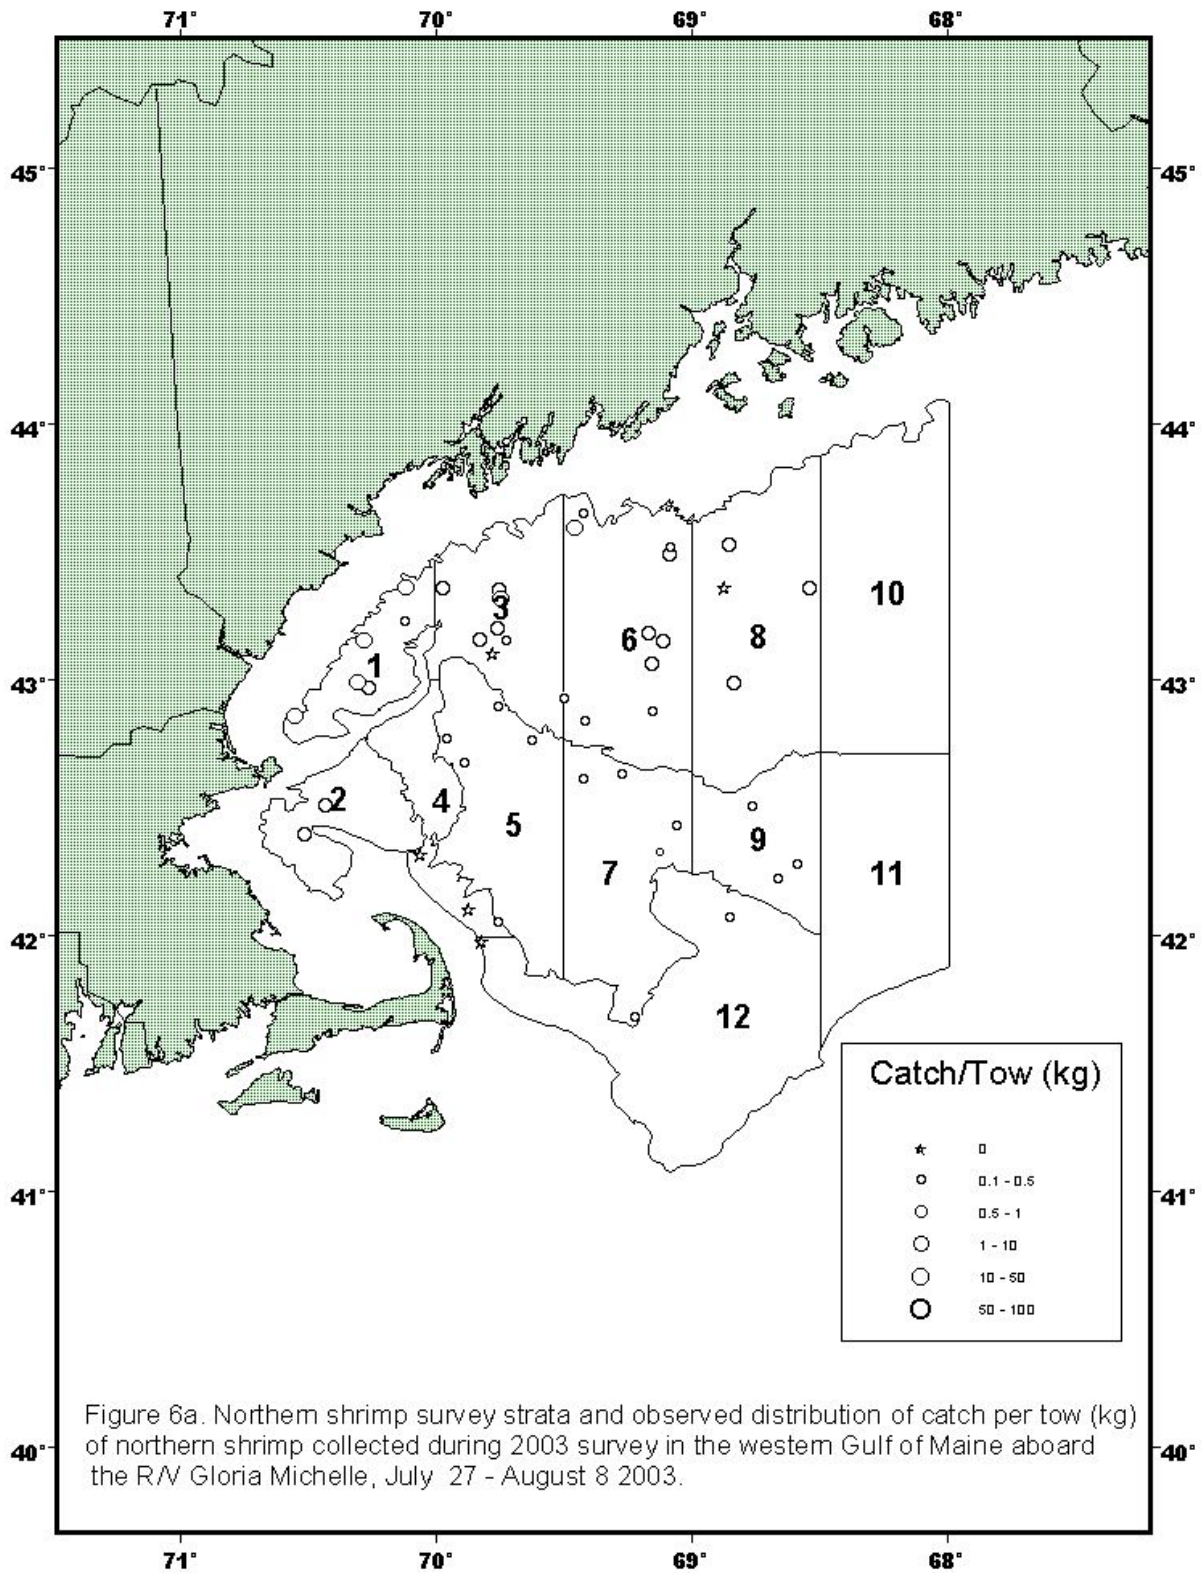 71° 70° 69° 68°
45° 45°
44° 44°
10
3
6 8
1
43° 43°
2 4
5
9
7 11
42° 42°
12
Catch/Tow (kg)
0
0.1 - 0.5
0.5 - 1
41° 41°
1 - 10
10 - 50
50 - 100
Figure 6a. Northern shrimp survey strata and observed distribution of catch per tow (kg)
of northern shrimp collected during 2003 survey in the western Gulf of Maine aboard
40° 40°
the R/V Gloria Michelle, July 27 - August 8 2003.
71° 70° 69° 68°